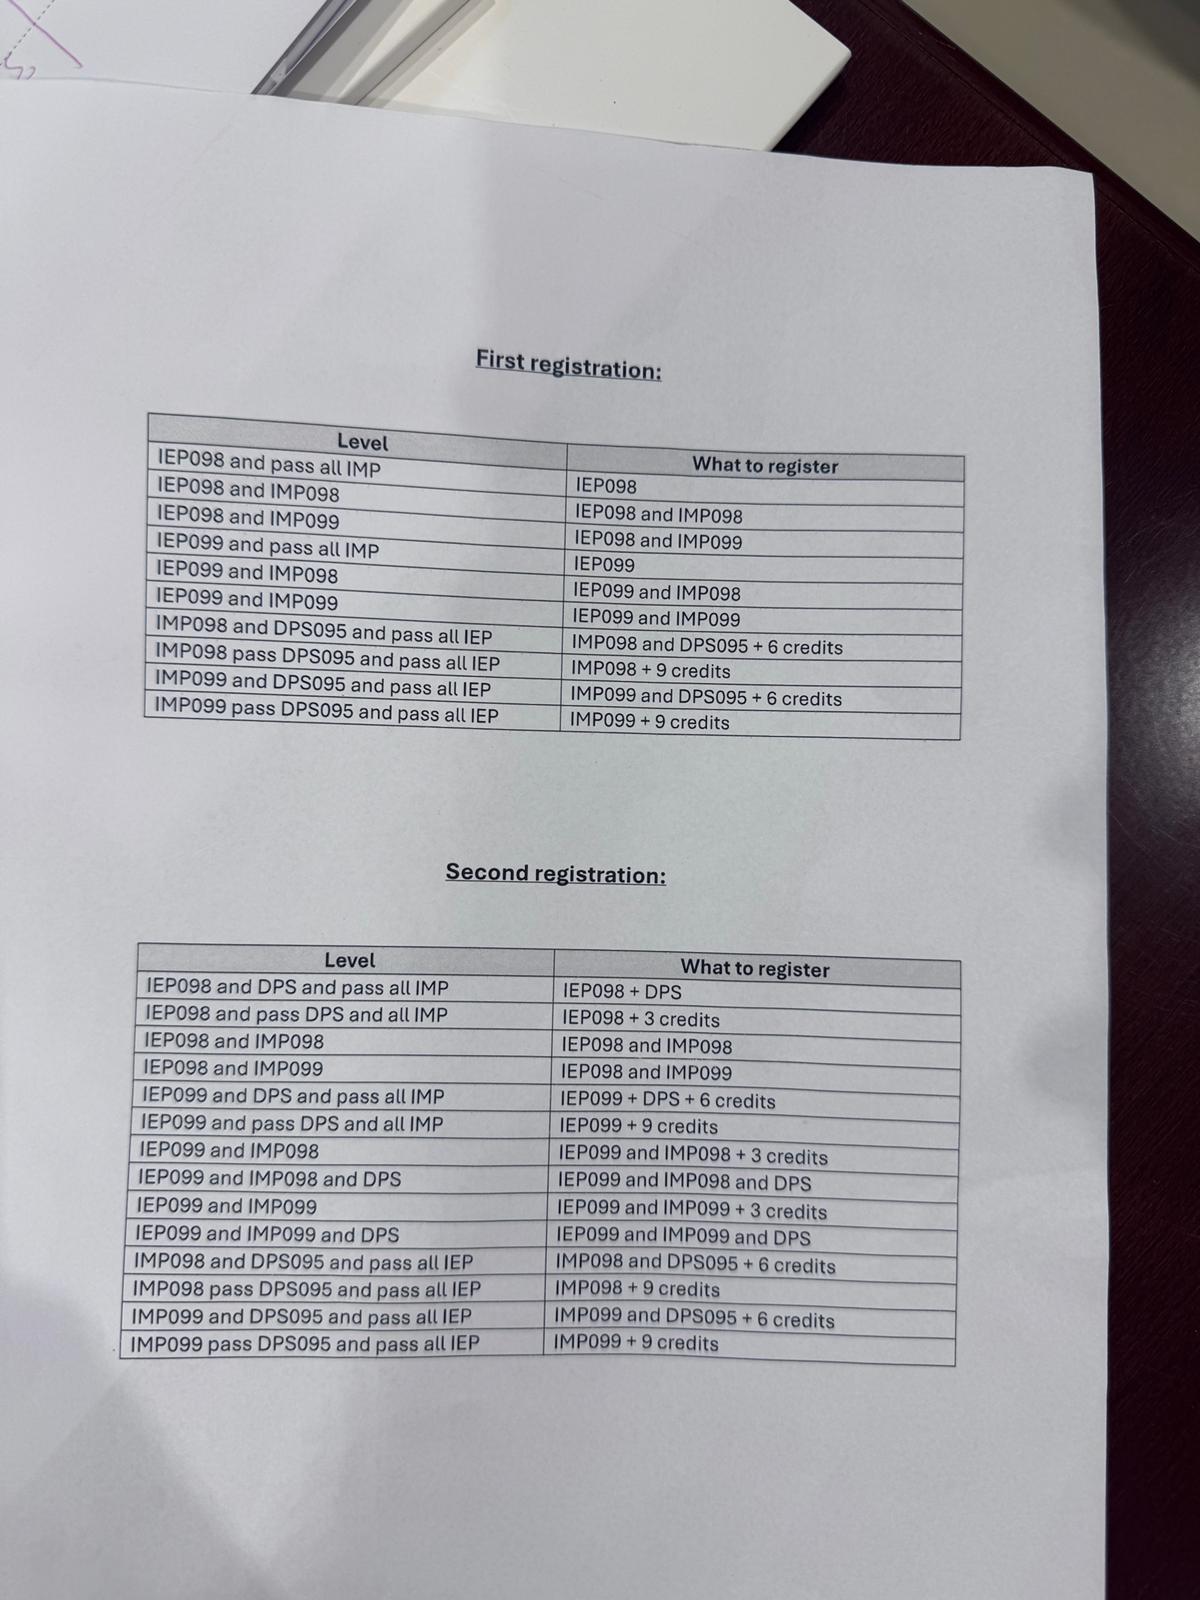 First registration:
Level What to register
IEP098 and pass all IMP IEP098
IEP098 and IMP098 IEP098 and IMP098
IEP098 and IMP099 IEP098 and IMP099
IEP099 and pass all IMP IEP099
IEP099 and IMP098 IEP099 and IMP098
IEP099 and IMP099 IEP099 and IMP099
IMP098 and DPS095 and pass all IEP IMP098 and DPS095 + 6 credits
IMP098 pass DPS095 and pass all IEP IMP098 + 9 credits
IMP099 and DPS095 and pass all IEP IMP099 and DPS095 + 6 credits
IMP099 pass DPS095 and pass all IEP IMP099 + 9 credits
Second registration:
Level What to register
IEP098 and DPS and pass all IMP IEP098 + DPS
IEP098 and pass DPS and all IMP IEP098 + 3 credits
IEP098 and IMP098 IEP098 and IMP098
IEP098 and IMP099 IEP098 and IMP099
IEP099 and DPS and pass all IMP IEP099 + DPS + 6 credits
IEP099 and pass DPS and all IMP IEP099 + 9 credits
IEP099 and IMP098 IEP099 and IMP098 + 3 credits
IEP099 and IMP098 and DPS IEP099 and IMP098 and DPS
IEP099 and IMP099 IEP099 and IMP099 + 3 credits
IEP099 and IMP099 and DPS IEP099 and IMP099 and DPS
IMP098 and DPS095 and pass all IEP IMP098 and DPS095 + 6 credits
IMP098 pass DPS095 and pass all IEP IMP098 + 9 credits
IMP099 and DPS095 and pass all IEP IMP099 and DPS095 + 6 credits
IMP099 pass DPS095 and pass all IEP IMP099 + 9 credits